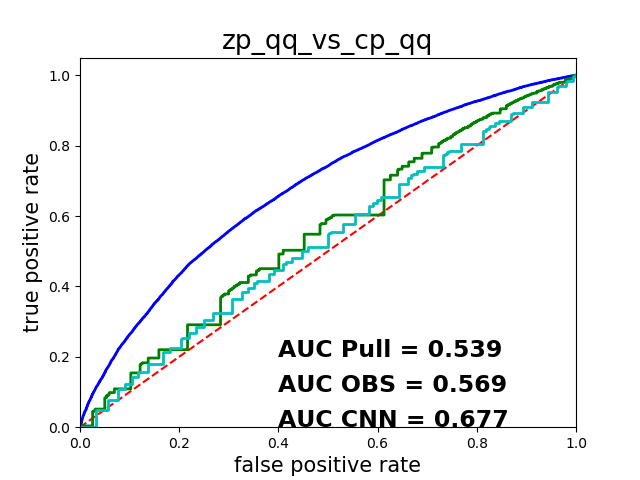 zp_qq_vs_cp_qq
true positive rate
1.0
0.8
0.6
0.4
0.2
0.0
AUC Pull = 0.539
AUC OBS = 0.569
AUC CNN = 0.677
0.0 0.2 0.4 0.6 0.8 1.0
false positive rate